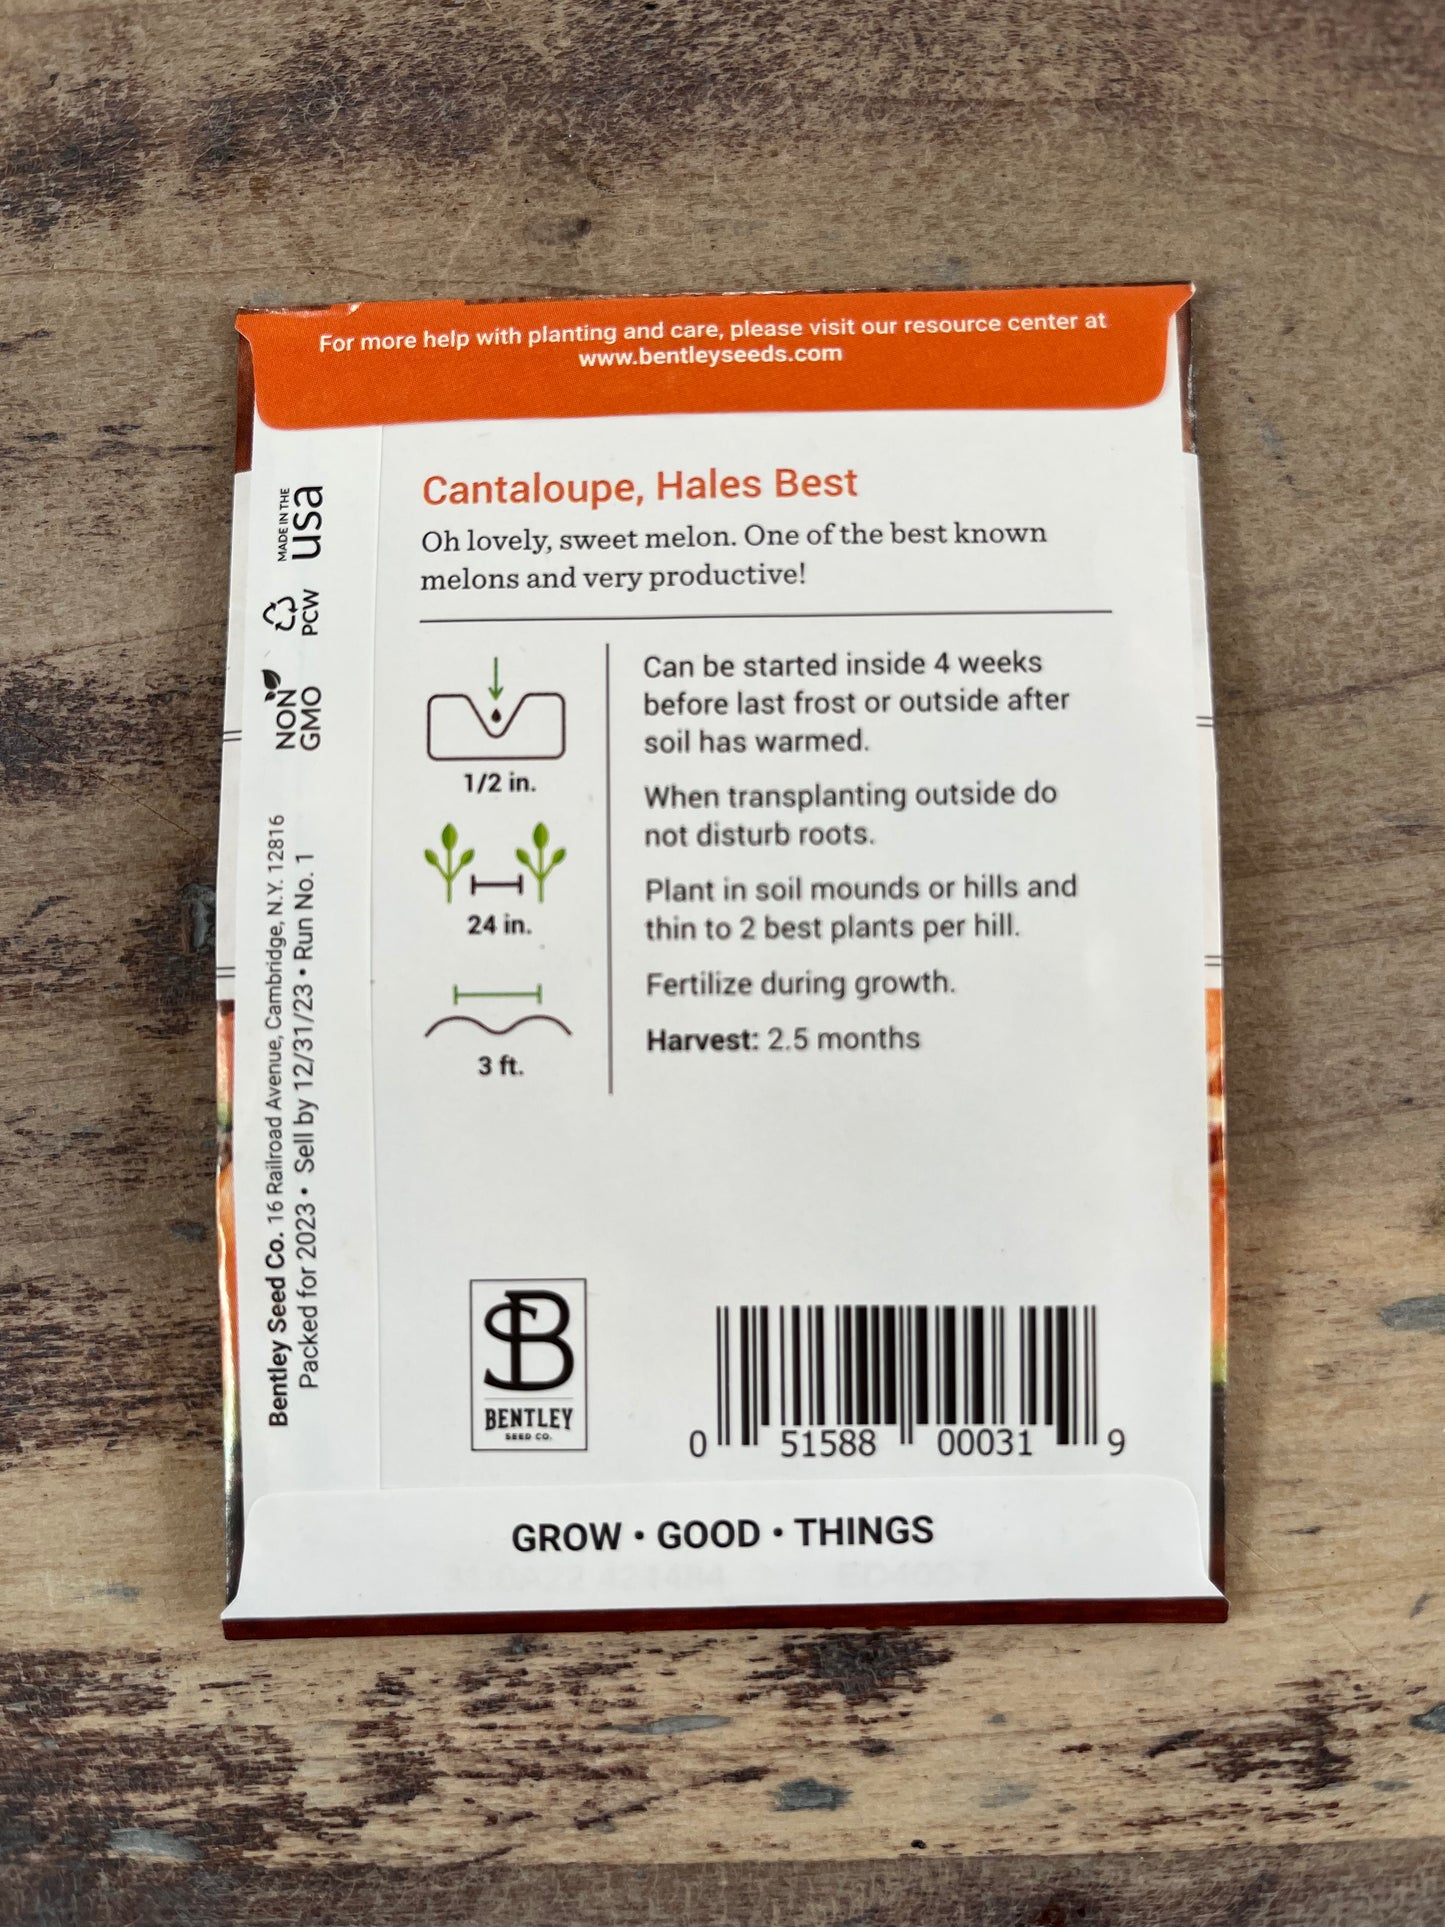 For more help with planting and care, please visit our resource center at
www.bentleyseeds.com
MADE IN THE
usa
PCW
NON
GMO
Bentley Seed Co. 16 Railroad Avenue, Cambridge, N.Y. 12816
Packed for 2023 • Sell by 12/31/23 • Run No. 1
Cantaloupe, Hales Best
Oh lovely, sweet melon. One of the best known
melons and very productive!
1/2 in.
24 in.
3 ft.
Can be started inside 4 weeks
before last frost or outside after
soil has warmed.
When transplanting outside do
not disturb roots.
Plant in soil mounds or hills and
thin to 2 best plants per hill.
Fertilize during growth.
Harvest: 2.5 months
SB
BENTLEY
SEED CO.
0 51588 00031 9
GROW • GOOD • THINGS